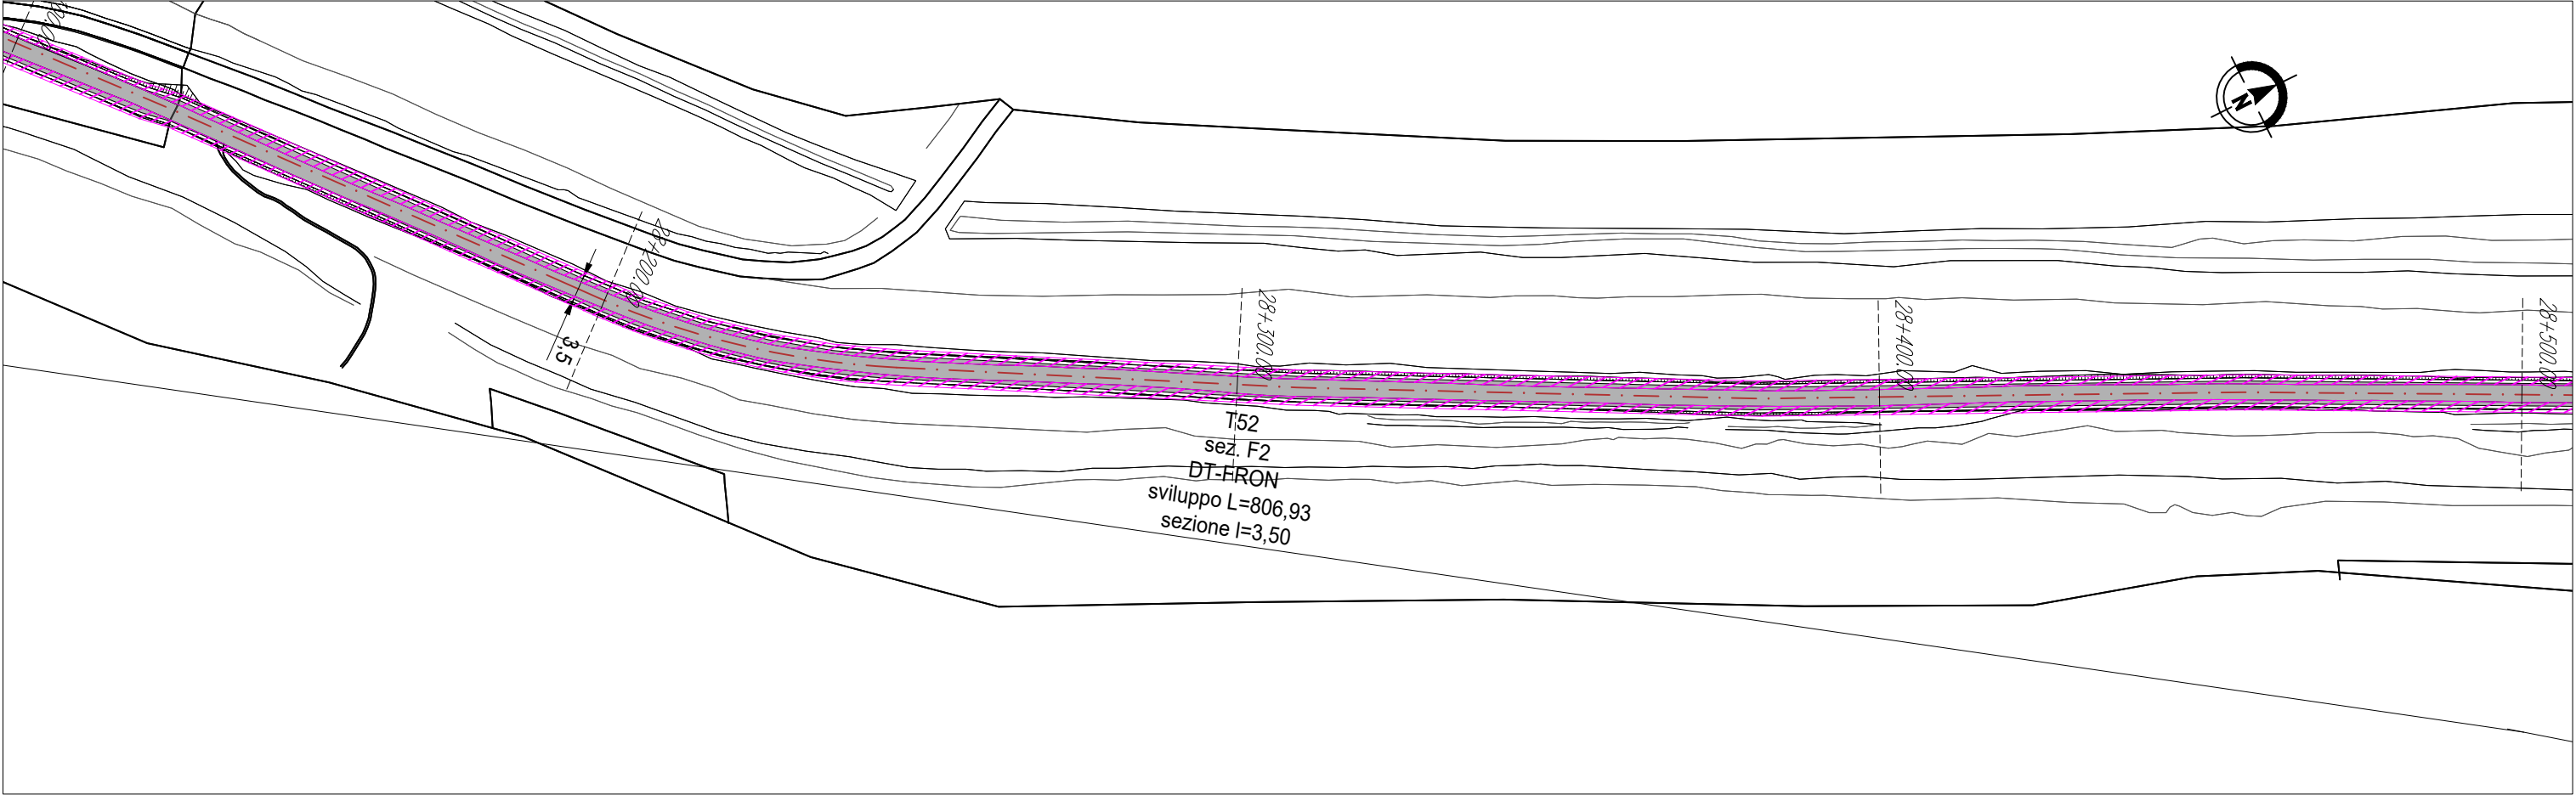 28+200.00
3,5
28+300.00
28+400.00
28+500.00
N
T52
sez. F2
DT-FRON
sviluppo L=806,93
sezione l=3,50